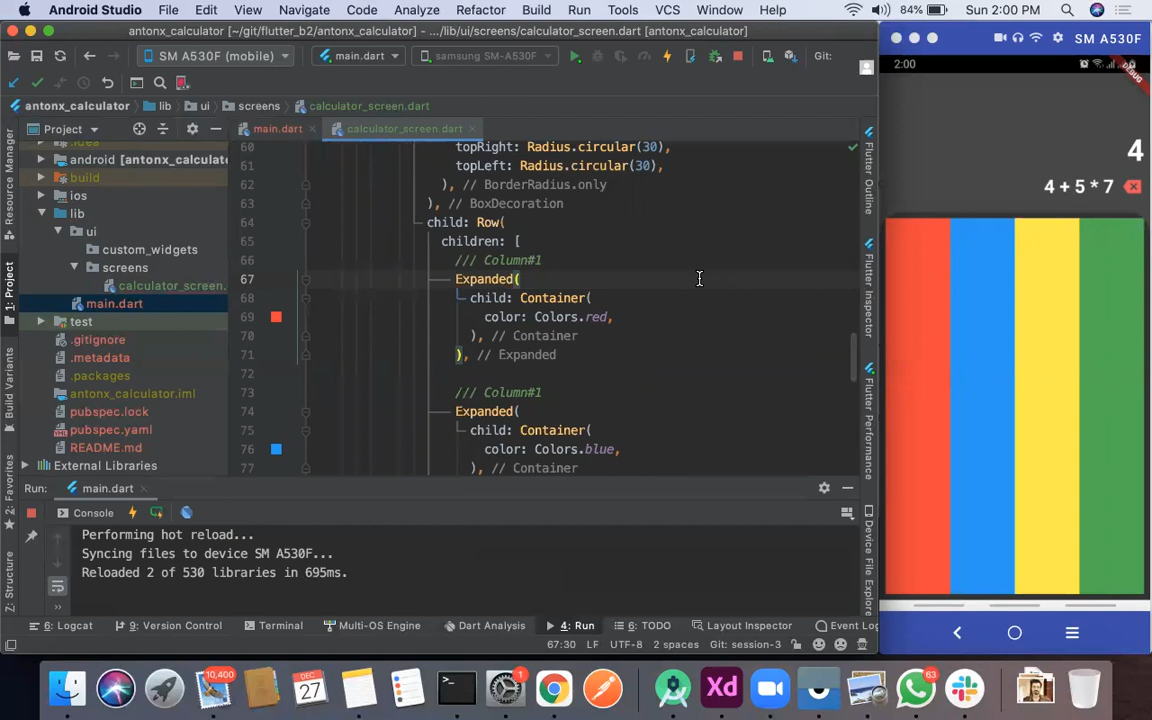 Android Studio File Edit View Navigate Code Analyze Refactor Build Run Tools VCS Window Help 84% Sun 2:00 PM
antonx_calculator [~/git/flutter_b2/antonx_calculator] - .../lib/ui/screens/calculator_screen.dart [antonx_calculator]
SM A530F
SM A530F (mobile) main.dart samsung SM-A530F Git:
2:00
DEBUG
antonx_calculator lib ui screens calculator_screen.dart
Project main.dart calculator_screen.dart
.idea
android [antonx_calculat
build
ios
lib
ui
custom_widgets
screens
calculator_screen.
main.dart
test
.gitignore
.metadata
.packages
antonx_calculator.iml
pubspec.lock
pubspec.yaml
README.md
External Libraries
60 topRight: Radius.circular(30),
61 topLeft: Radius.circular(30),
62 ), // BorderRadius.only
63 ), // BoxDecoration
64 child: Row(
65 children: [
66 /// Column#1
67 Expanded(
68 child: Container(
69 color: Colors.red,
70 ), // Container
71 ), // Expanded
72
73 /// Column#1
74 Expanded(
75 child: Container(
76 color: Colors.blue,
77 ), // Container
4
4 + 5 * 7
Resource Manager
1: Project
Build Variants
2: Favorites
7: Structure
Flutter Outline
Flutter Inspector
Flutter Performance
Device File Explorer
Run: main.dart
Console
Performing hot reload...
Syncing files to device SM A530F...
Reloaded 2 of 530 libraries in 695ms.
6: Logcat 9: Version Control Terminal Multi-OS Engine Dart Analysis 4: Run 6: TODO Layout Inspector Event Log
67:30 LF UTF-8 2 spaces Git: session-3
10,400
DEC
27
1
Xd
63